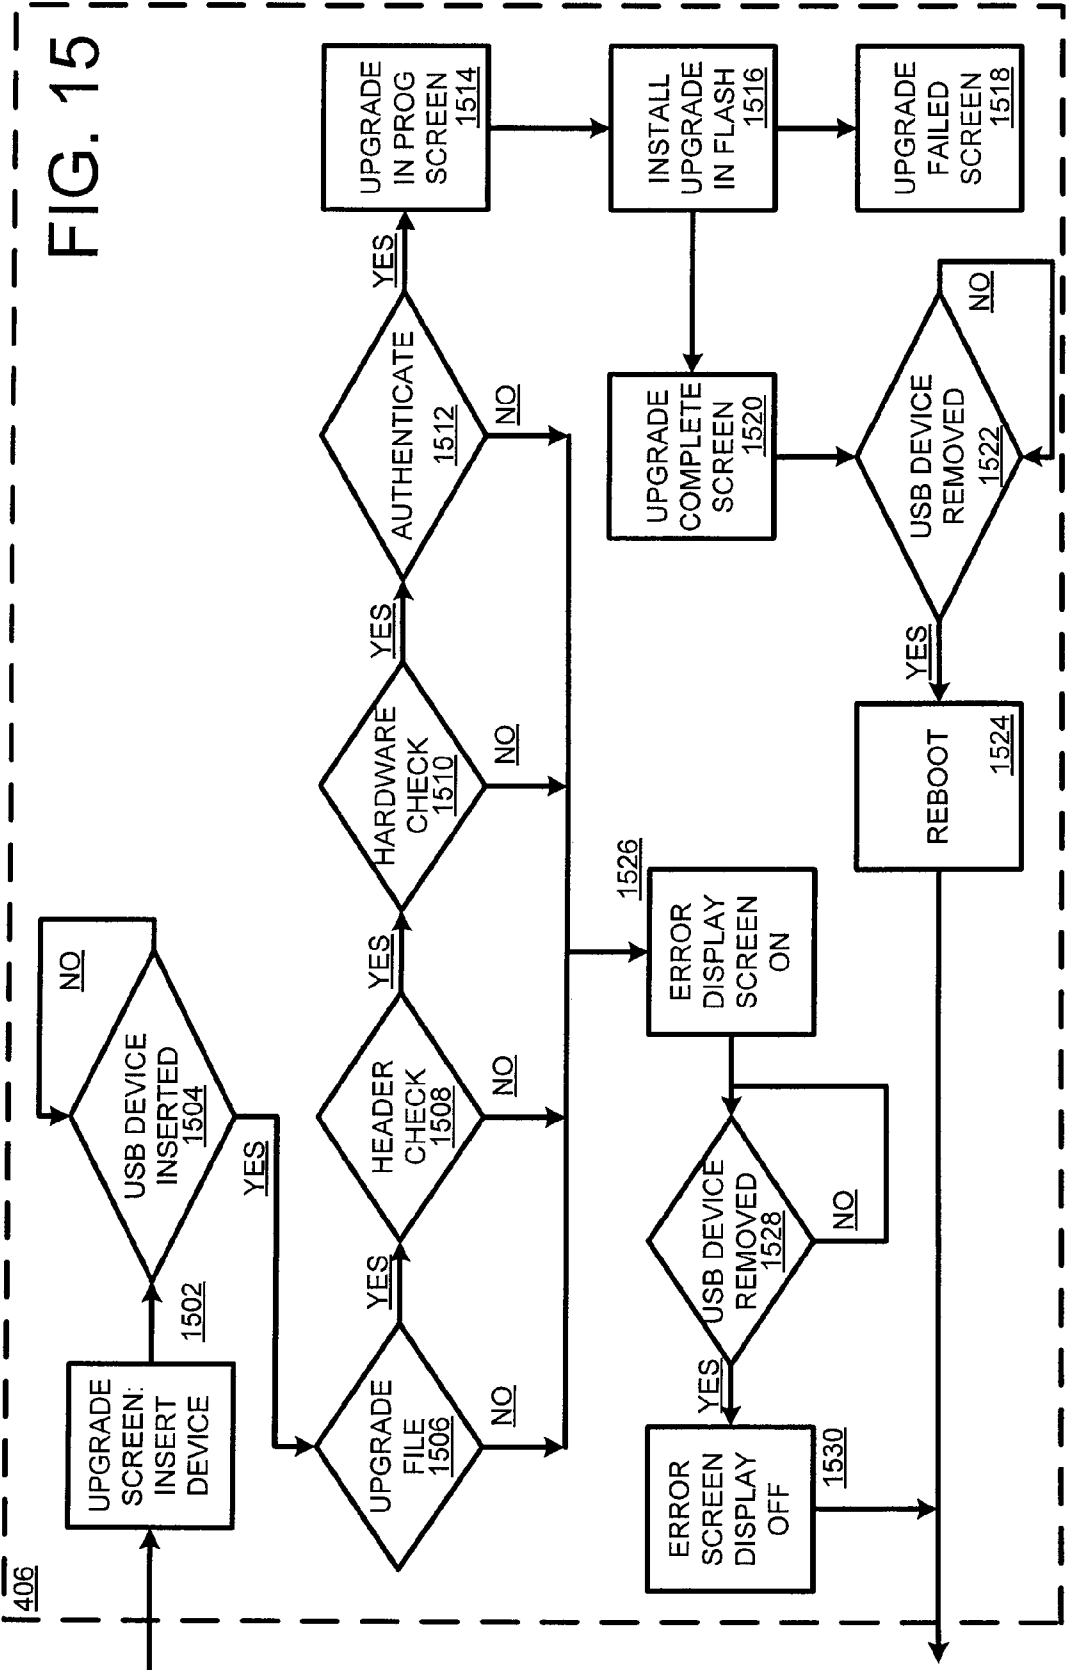 FIG. 15
406
UPGRADE
SCREEN:
INSERT
DEVICE
1502
USB DEVICE
INSERTED
1504
NO
YES
UPGRADE
FILE
1506
YES
NO
HEADER
CHECK
1508
YES
NO
HARDWARE
CHECK
1510
YES
NO
AUTHENTICATE
1512
YES
NO
UPGRADE
IN PROG
SCREEN
1514
INSTALL
UPGRADE
IN FLASH
1516
UPGRADE
FAILED
SCREEN
1518
UPGRADE
COMPLETE
SCREEN
1520
USB DEVICE
REMOVED
1522
NO
YES
REBOOT
1524
ERROR
DISPLAY
SCREEN
ON
1526
USB DEVICE
REMOVED
1528
NO
YES
ERROR
SCREEN
DISPLAY
OFF
1530